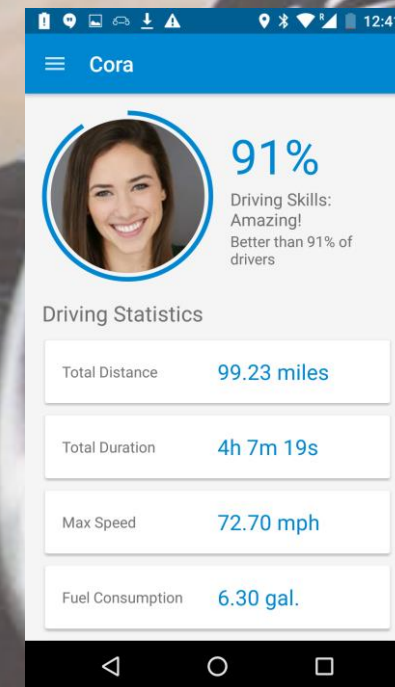 12:41
Cora
91%
Driving Skills:
Amazing!
Better than 91% of
drivers
Driving Statistics
Total Distance 99.23 miles
Total Duration 4h 7m 19s
Max Speed 72.70 mph
Fuel Consumption 6.30 gal.